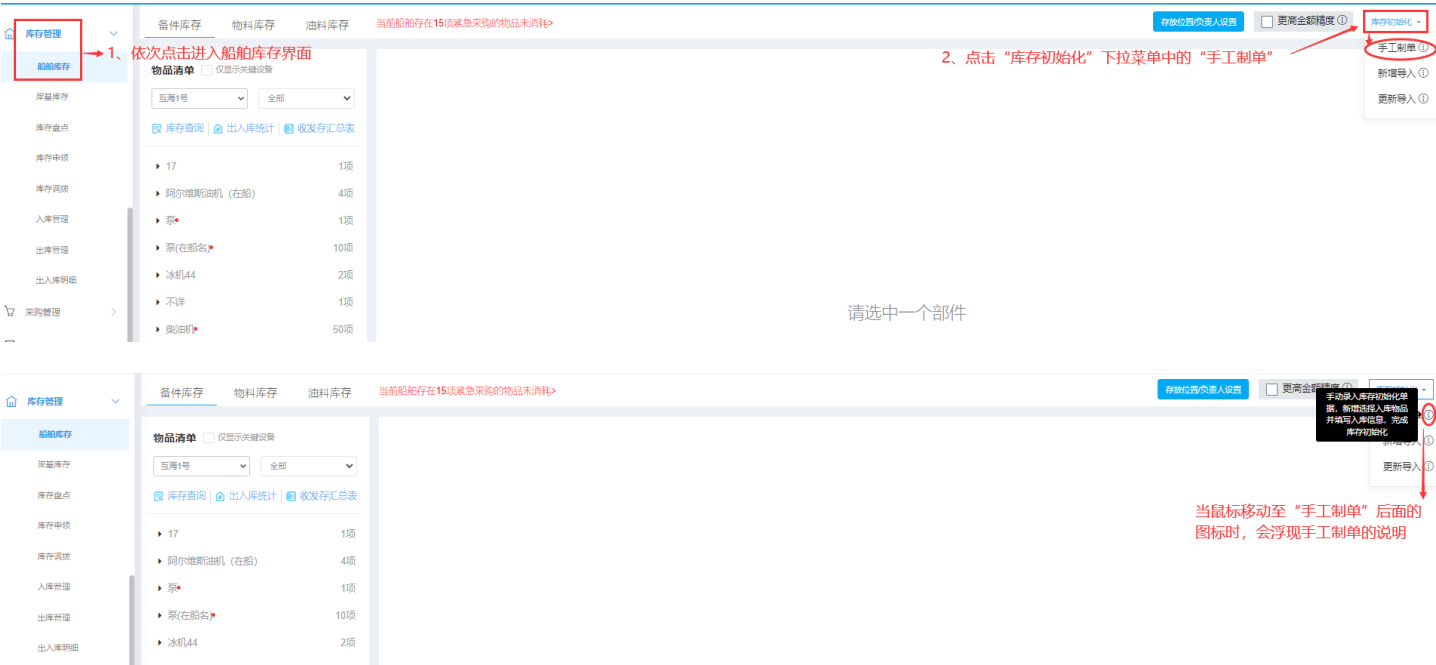 库存管理
船舶库存
岸基库存
库存盘点
库存申领
库存调拨
入库管理
出库管理
出入库明细
采购管理
备件库存 物料库存 油料库存
当前船舶存在15项紧急采购的物品未消耗>
存放位置/负责人设置 更高金额精度 库存初始化
手工制单
新增导入
更新导入
1、依次点击进入船舶库存界面
2、点击“库存初始化”下拉菜单中的“手工制单”
物品清单 仅显示关键设备
互海1号 全部
库存查询 出入库统计 收发存汇总表
17 1项
阿尔维斯油机（在船） 4项
泵 1项
泵(在船名) 10项
冰机44 2项
不详 1项
柴油机 50项
请选中一个部件
库存管理
船舶库存
岸基库存
库存盘点
库存申领
库存调拨
入库管理
出库管理
出入库明细
备件库存 物料库存 油料库存
当前船舶存在15项紧急采购的物品未消耗>
存放位置/负责人设置 更高金额精度 库存初始化
手动录入库存初始化单
据，新增选择入库物品
并填写入库信息，完成
库存初始化
新增导入
更新导入
当鼠标移动至“手工制单”后面的
图标时，会浮现手工制单的说明
物品清单 仅显示关键设备
互海1号 全部
库存查询 出入库统计 收发存汇总表
17 1项
阿尔维斯油机（在船） 4项
泵 1项
泵(在船名) 10项
冰机44 2项